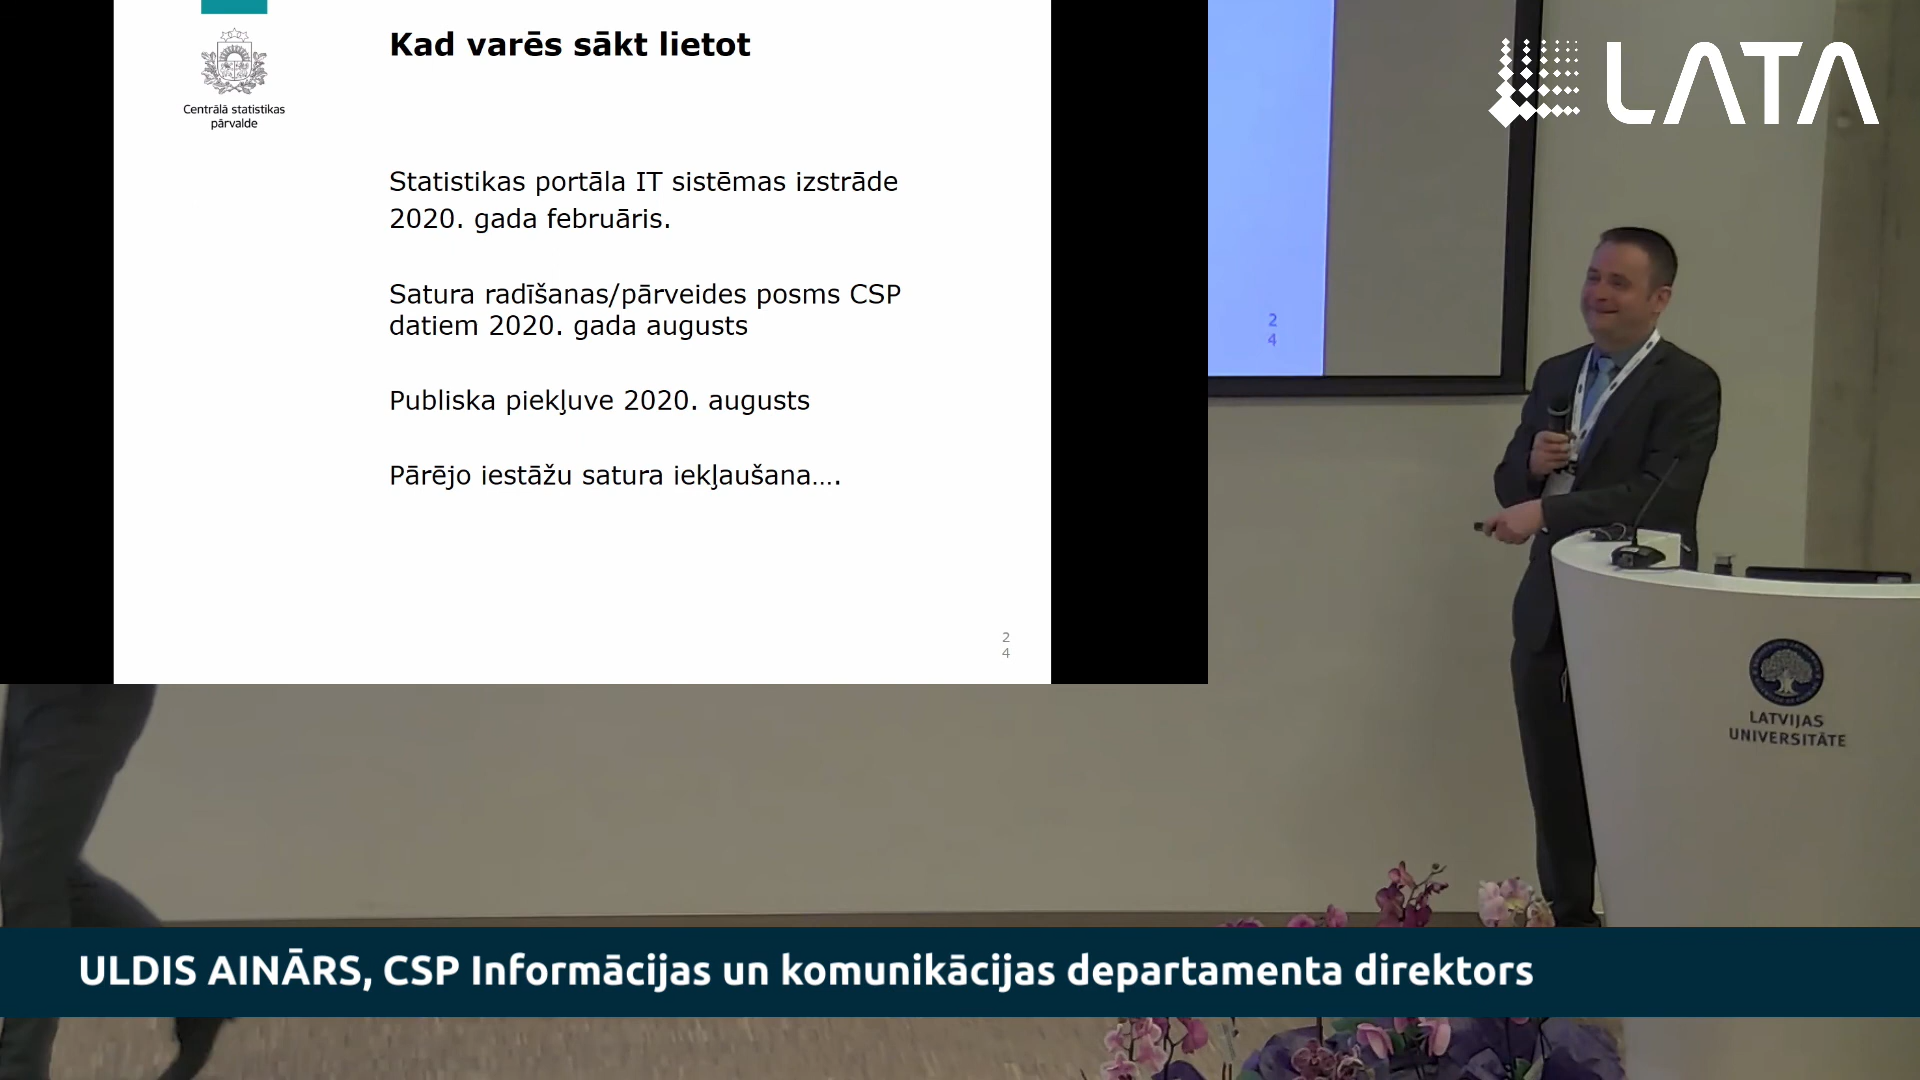 Centrālā statistikas
pārvalde
Kad varēs sākt lietot
Statistikas portāla IT sistēmas izstrāde
2020. gada februāris.
Satura radīšanas/pārveides posms CSP
datiem 2020. gada augusts
Publiska piekļuve 2020. augusts
Pārējo iestāžu satura iekļaušana….
2
4
2
4
LATA
LATVIJAS
UNIVERSITĀTE
ULDIS AINĀRS, CSP Informācijas un komunikācijas departamenta direktors